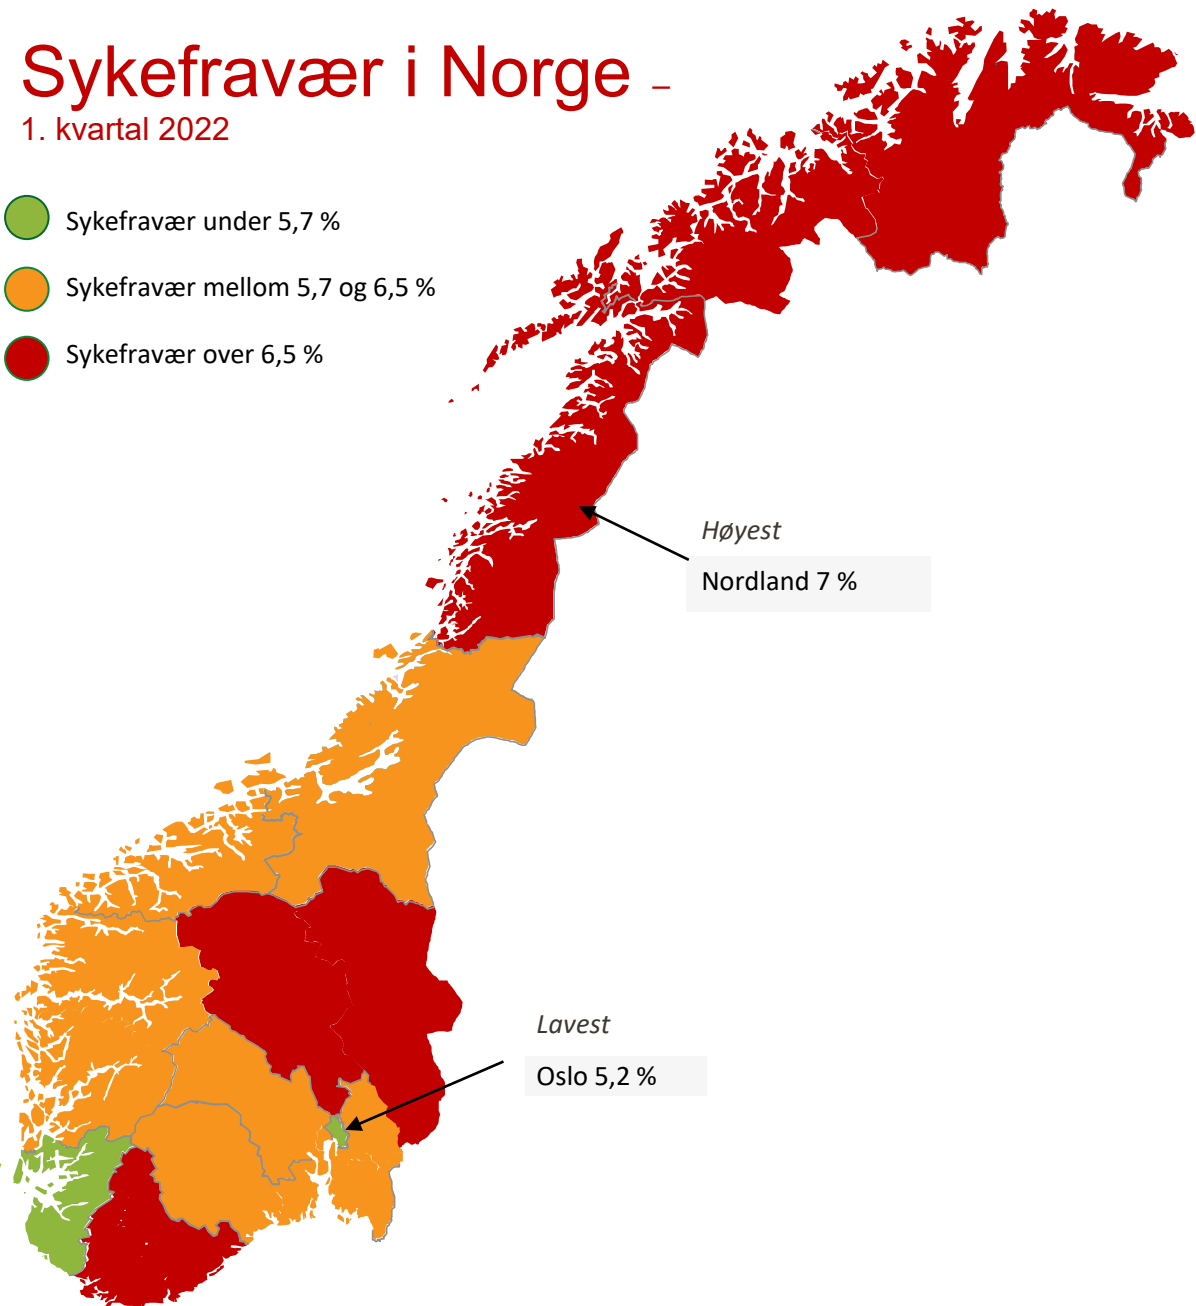 Sykefravær i Norge –
1. kvartal 2022
Sykefravær under 5,7 %
Sykefravær mellom 5,7 og 6,5 %
Sykefravær over 6,5 %
Høyest
Nordland 7 %
Lavest
Oslo 5,2 %